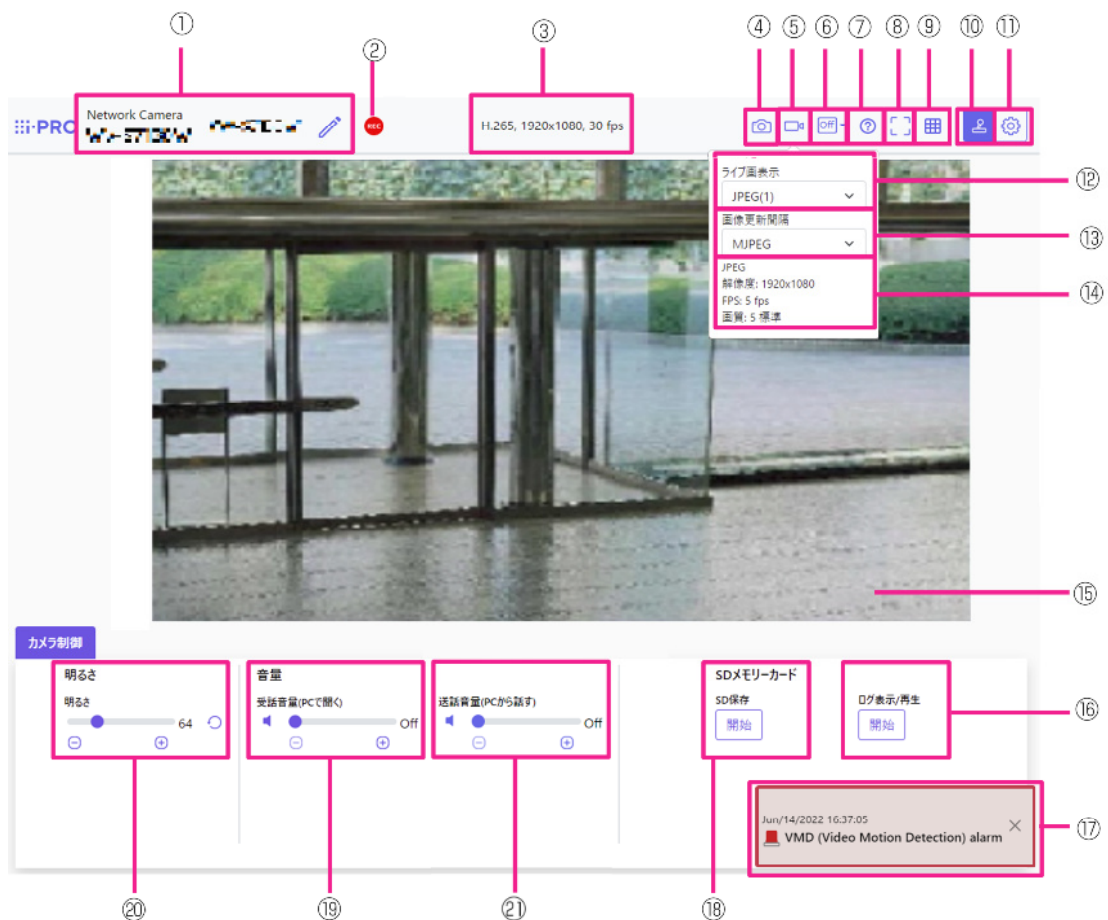 ①
②
③
④
⑤
⑥
⑦
⑧
⑨
⑩
⑪
i-PRO
Network Camera
REC
H.265, 1920x1080, 30 fps
Off
ライブ画表示
JPEG(1)
⑫
画像更新間隔
MJPEG
⑬
JPEG
解像度: 1920x1080
FPS: 5 fps
画質: 5 標準
⑭
⑮
カメラ制御
明るさ
明るさ
64
音量
受話音量(PCで聞く)
Off
送話音量(PCから話す)
Off
SDメモリーカード
SD保存
開始
ログ表示/再生
開始
⑯
Jun/14/2022 16:37:05
VMD (Video Motion Detection) alarm
⑰
⑳
⑲
㉑
⑱